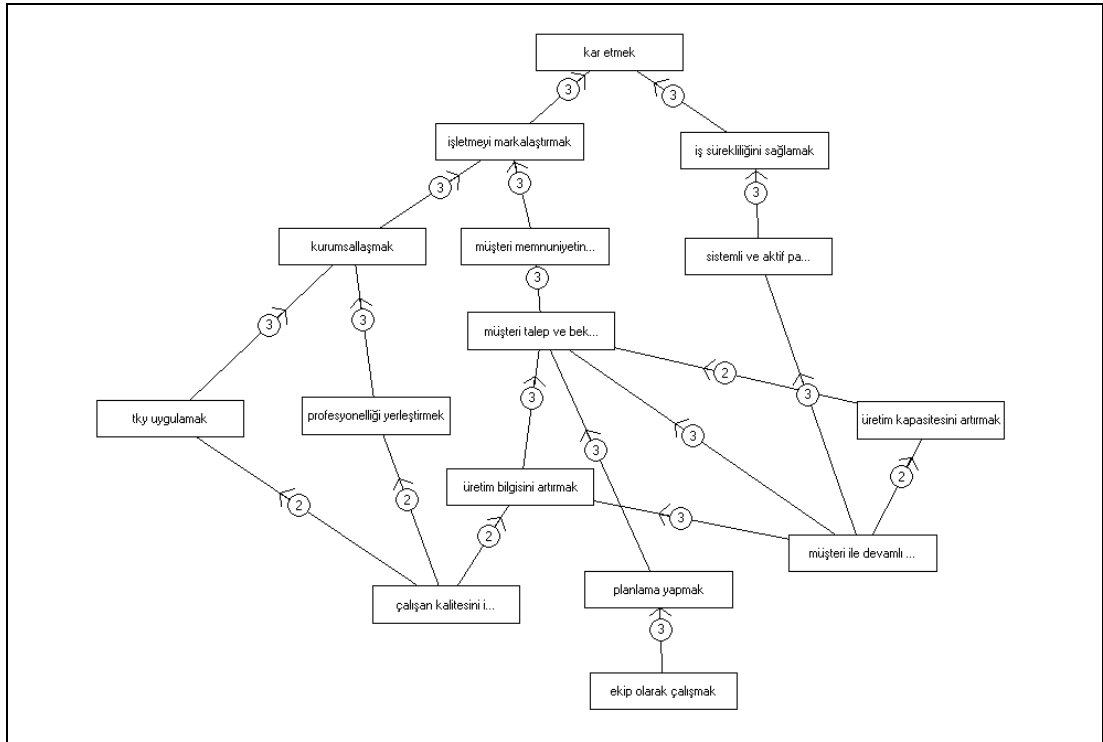 kar etmek
3
3
işletmeyi markalaştırmak
iş sürekliliğini sağlamak
3
3
3
kurumsallaşmak
müşteri memnuniyetin...
sistemli ve aktif pa...
3
3
3
müşteri talep ve bek...
2
3
3
tky uygulamak
profesyonelliği yerleştirmek
üretim kapasitesini artırmak
3
3
2
üretim bilgisini artırmak
2
2
3
2
müşteri ile devamlı ...
çalışan kalitesini i...
planlama yapmak
3
ekip olarak çalışmak